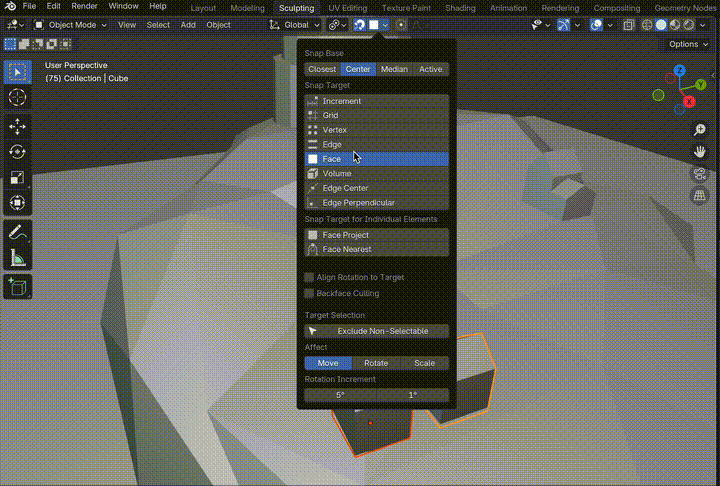 File Edit Render Window Help Layout Modeling Sculpting UV Editing Texture Paint Shading Animation Rendering Compositing Geometry Nodes
Object Mode View Select Add Object Global
Options
User Perspective
(75) Collection | Cube
Z
Y
X
Snap Base
Closest Center Median Active
Snap Target
Increment
Grid
Vertex
Edge
Face
Volume
Edge Center
Edge Perpendicular
Snap Target for Individual Elements
Face Project
Face Nearest
Align Rotation to Target
Backface Culling
Target Selection
Exclude Non-Selectable
Affect
Move Rotate Scale
Rotation Increment
5° 1°